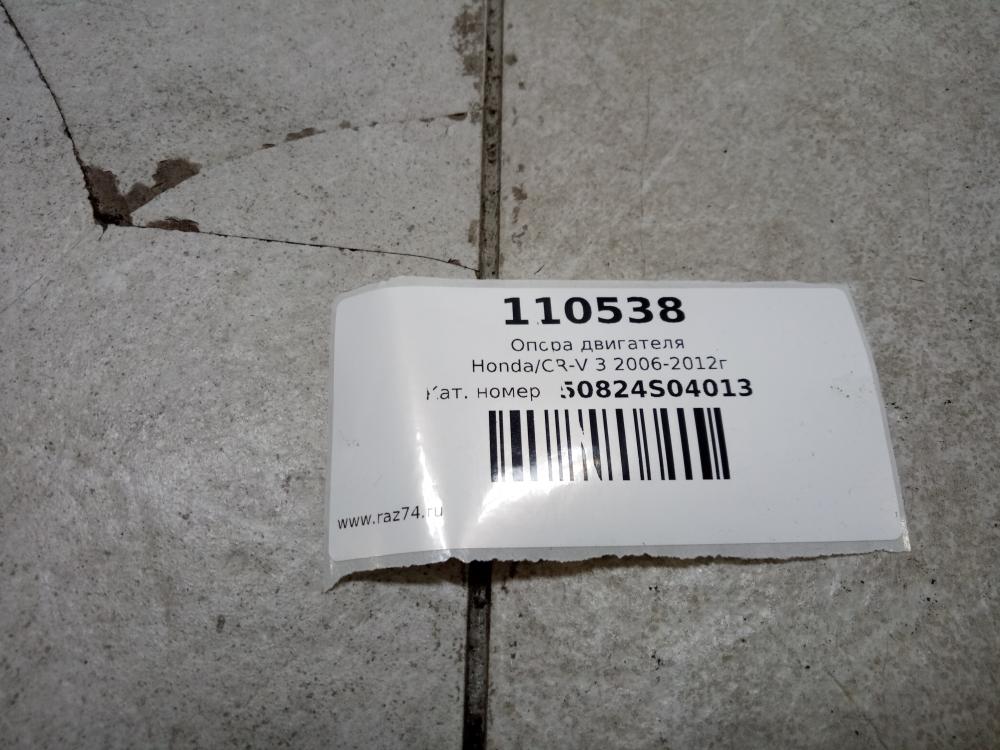 110538
Опора двигателя
Honda/CR-V 3 2006-2012г
Кат. номер 50824S04013
www.raz74.ru